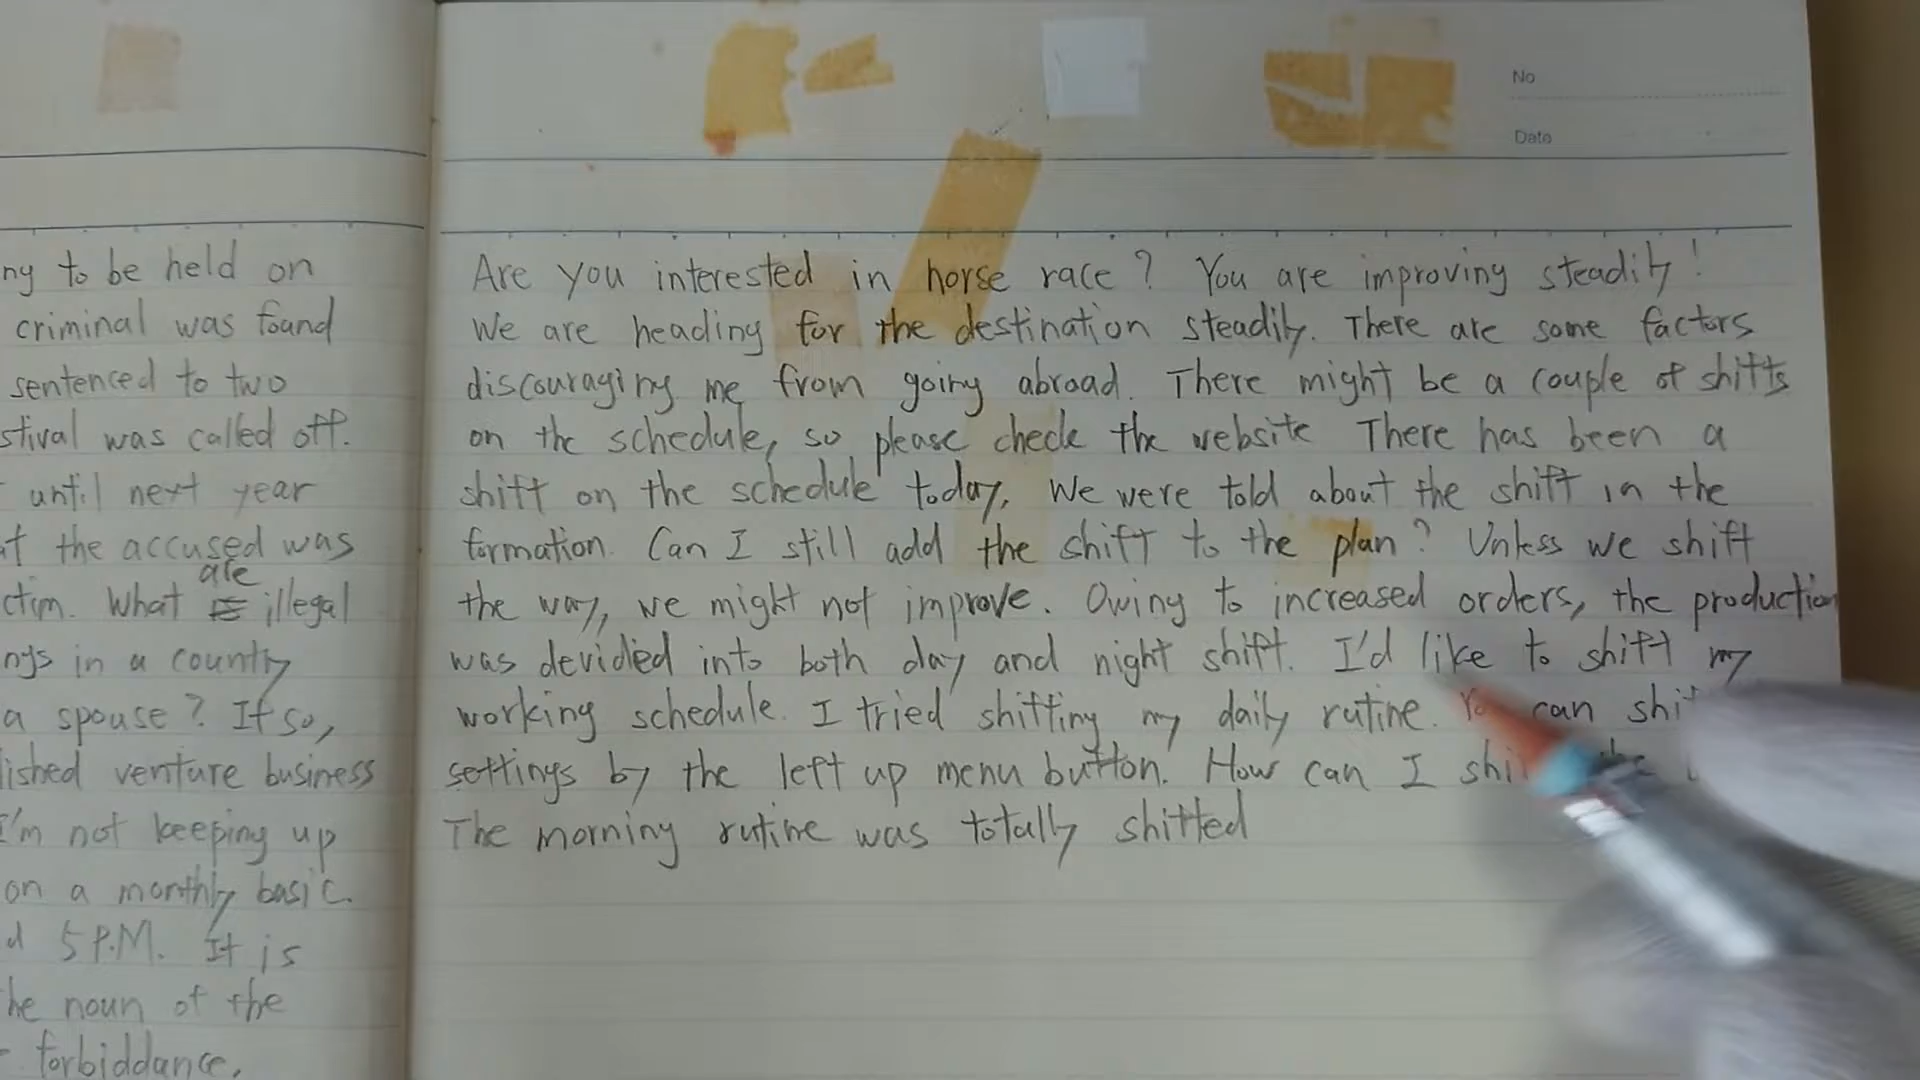 ny to be held on
criminal was found
sentenced to two
stival was called off.
until next year
at the accused was
are
ctim. What illegal
ngs in a country
a spouse? If so,
lished venture business
I'm not keeping up
on a monthly basic.
d 5 P.M. It is
he noun of the
forbiddance.
No
Date
Are you interested in horse race? You are improving steadily!
We are heading for the destination steadily. There are some factors
discouraging me from going abroad. There might be a couple of shifts
on the schedule, so please check the website There has been a
shift on the schedule today. We were told about the shift in the
formation. Can I still add the shift to the plan? Unless we shift
the way, we might not improve. Owing to increased orders, the production
was devided into both day and night shift. I'd like to shift my
working schedule. I tried shifting my daily rutine. You can
settings by the left up menu button. How can I
The morning rutine was totally shifted